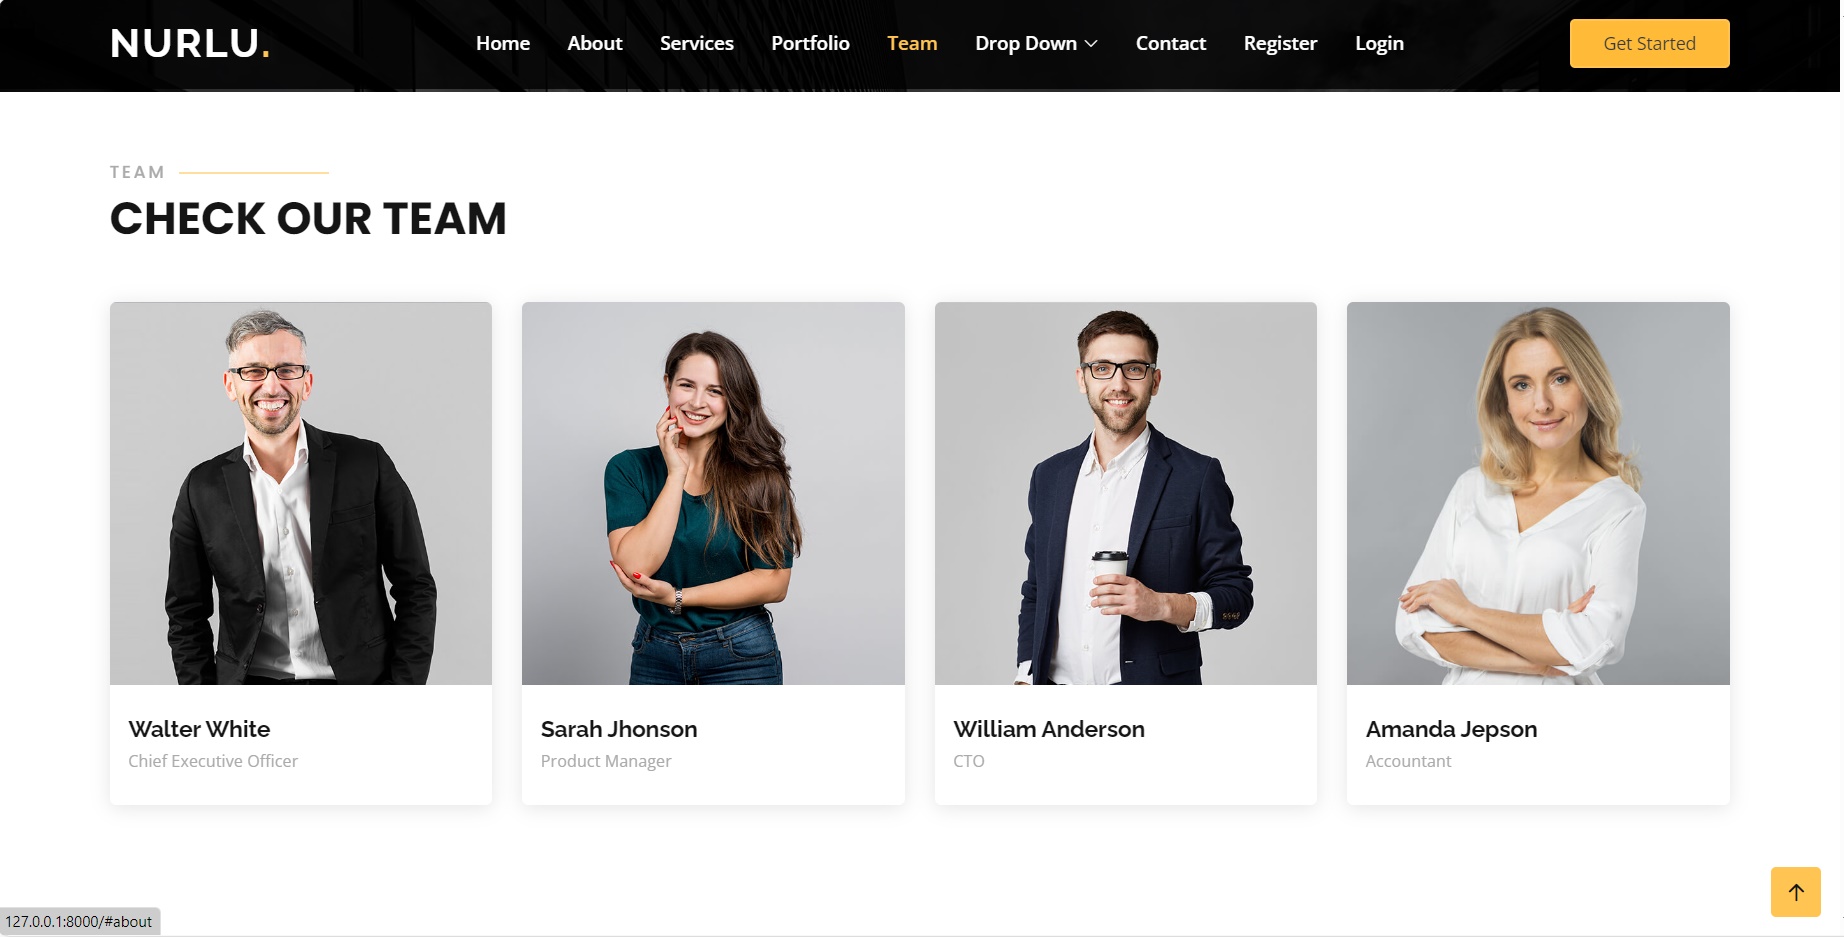 NURLU.
Home About Services Portfolio Team Drop Down Contact Register Login
Get Started
TEAM
CHECK OUR TEAM
Walter White
Chief Executive Officer
Sarah Jhonson
Product Manager
William Anderson
CTO
Amanda Jepson
Accountant
127.0.0.1:8000/#about